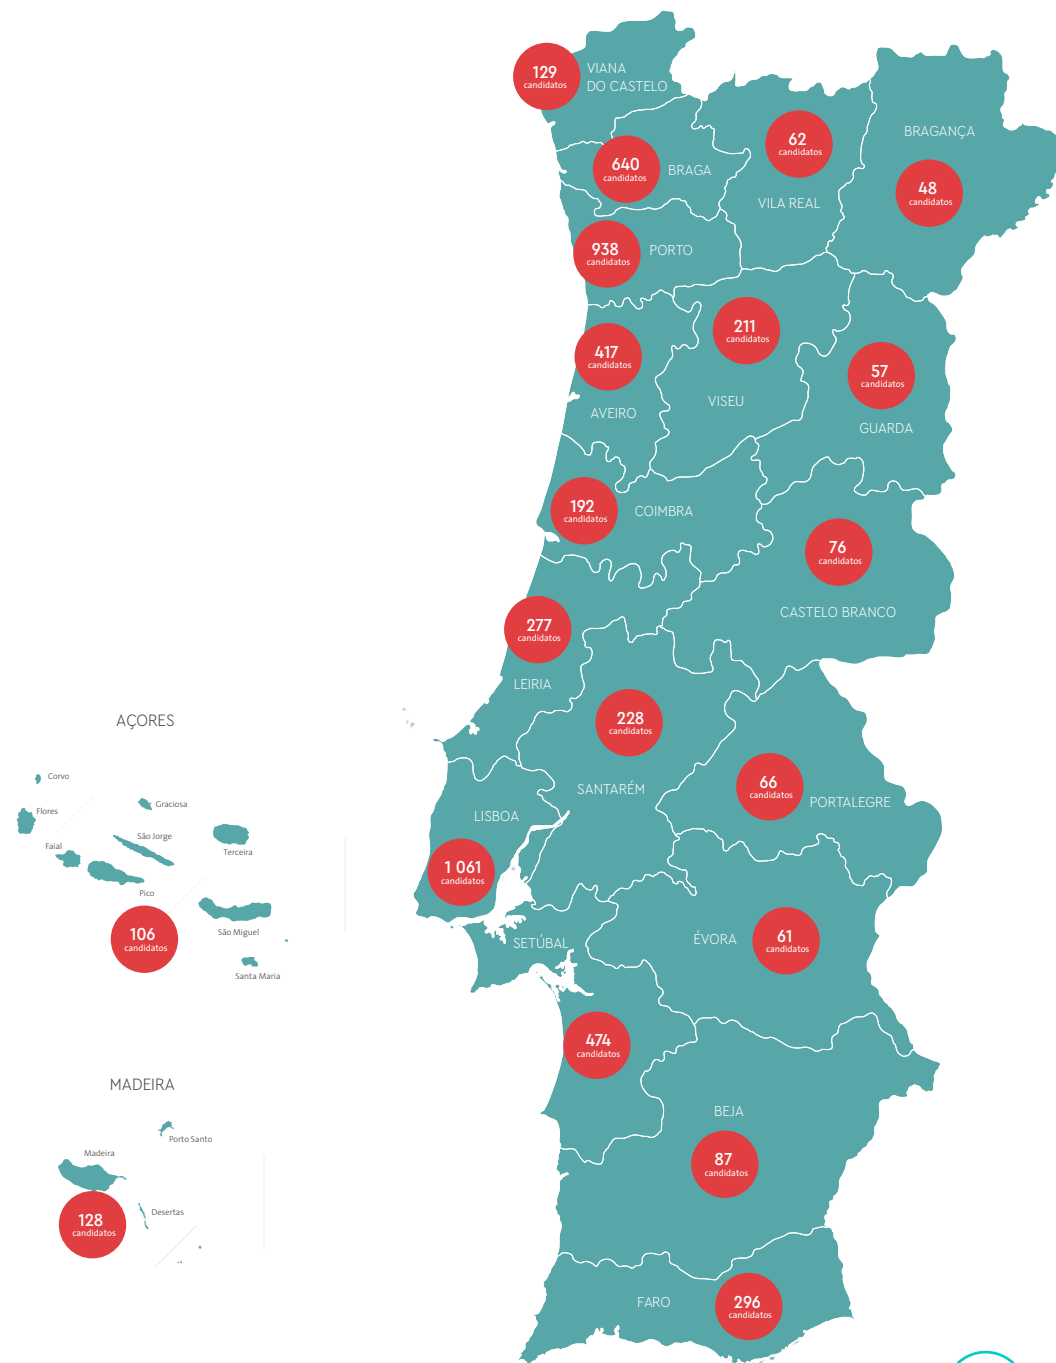 129
candidatos
VIANA
DO CASTELO
640
candidatos
BRAGA
62
candidatos
VILA REAL
BRAGANÇA
48
candidatos
938
candidatos
PORTO
417
candidatos
AVEIRO
211
candidatos
VISEU
57
candidatos
GUARDA
192
candidatos
COIMBRA
76
candidatos
CASTELO BRANCO
277
candidatos
LEIRIA
228
candidatos
SANTARÉM
66
candidatos
PORTALEGRE
LISBOA
1 061
candidatos
SETÚBAL
474
candidatos
ÉVORA
61
candidatos
BEJA
87
candidatos
FARO
296
candidatos
AÇORES
Corvo
Flores
Graciosa
Faial
São Jorge
Terceira
Pico
106
candidatos
São Miguel
Santa Maria
MADEIRA
Porto Santo
Madeira
128
candidatos
Desertas